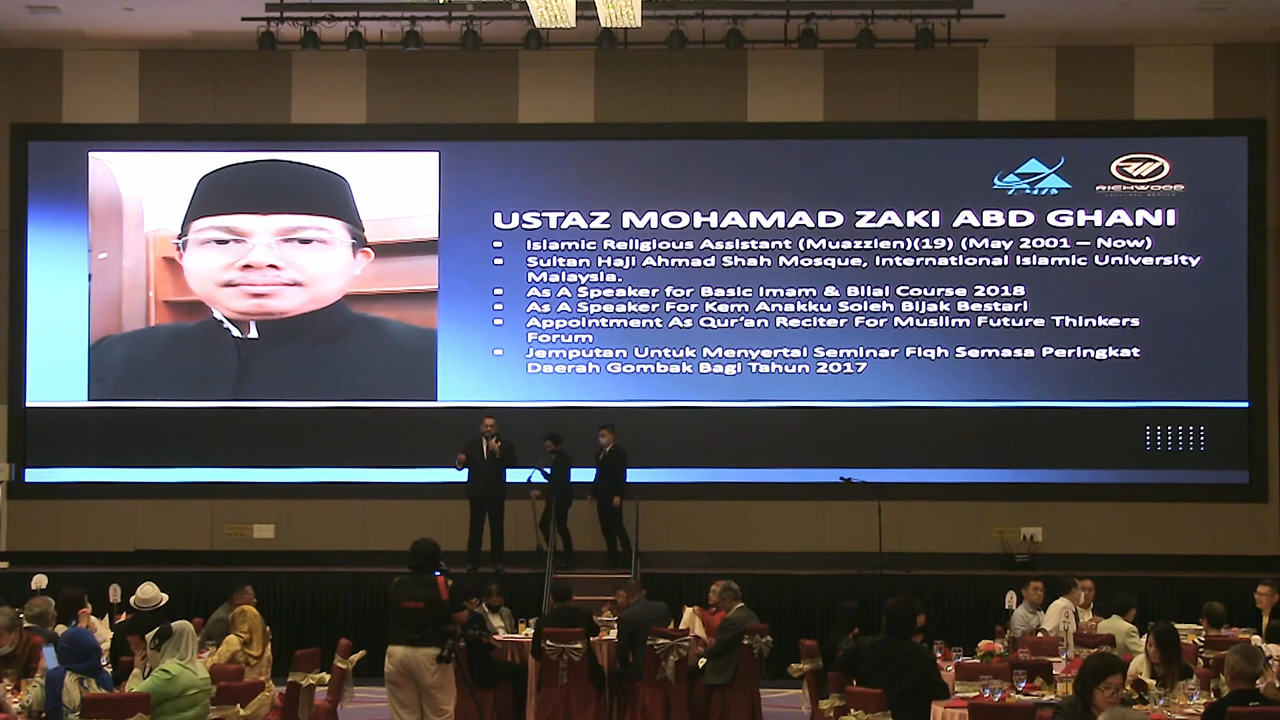 RICHWOOD
USTAZ MOHAMAD ZAKI ABD GHANI
Islamic Religious Assistant (Muazzien)(19) (May 2001 – Now)
Sultan Haji Ahmad Shah Mosque, International Islamic University
Malaysia.
As A Speaker for Basic Imam & Bilal Course 2018
As A Speaker For Kem Anakku Soleh Bijak Bestari
Appointment As Qur'an Reciter For Muslim Future Thinkers
Forum
Jemputan Untuk Menyertai Seminar Fiqh Semasa Peringkat
Daerah Gombak Bagi Tahun 2017